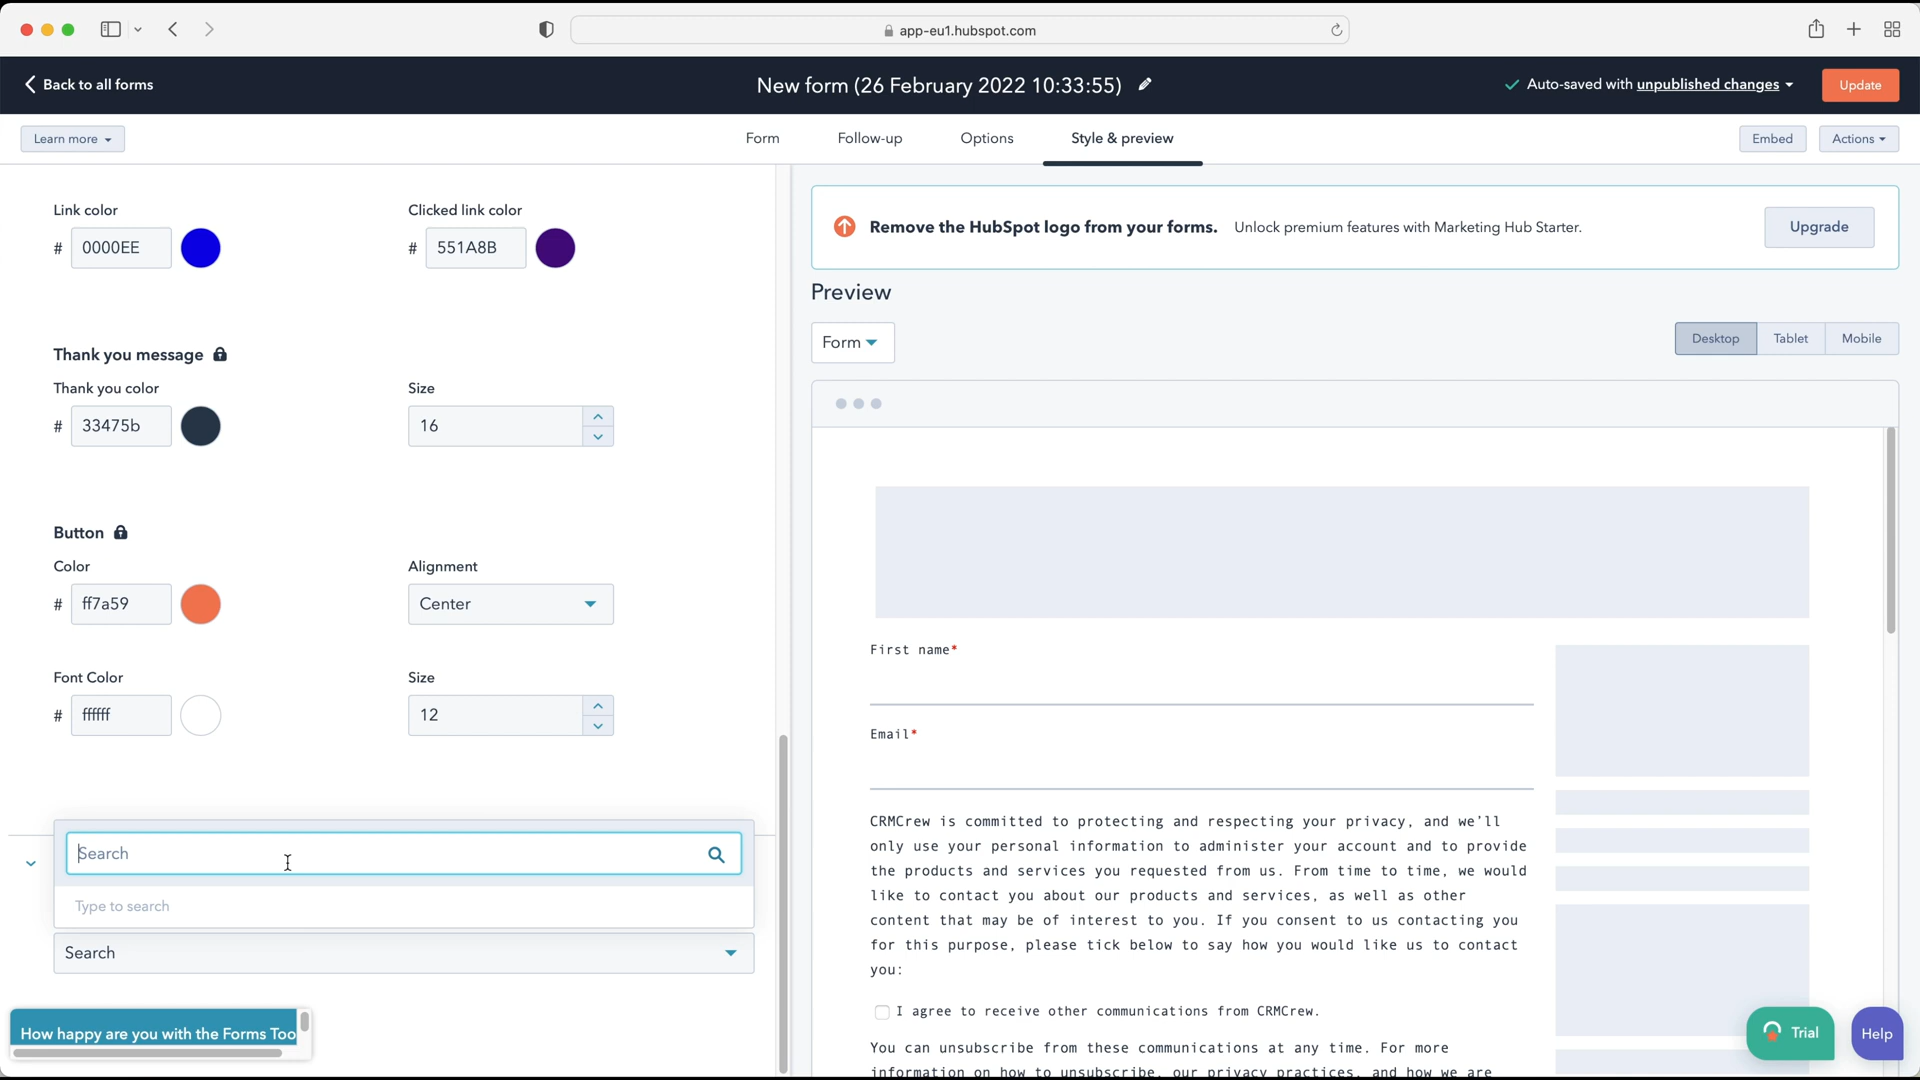 app-eu1.hubspot.com
Back to all forms
New form (26 February 2022 10:33:55)
Auto-saved with unpublished changes
Update
Learn more
Form
Follow-up
Options
Style & preview
Embed
Actions
Link color
# 0000EE
Clicked link color
# 551A8B
Thank you message
Thank you color
# 33475b
Size
16
Button
Color
# ff7a59
Alignment
Center
Font Color
# ffffff
Size
12
Search
Type to search
Search
How happy are you with the Forms Too
Remove the HubSpot logo from your forms. Unlock premium features with Marketing Hub Starter.
Upgrade
Preview
Form
Desktop
Tablet
Mobile
First name*
Email*
CRMCrew is committed to protecting and respecting your privacy, and we'll
only use your personal information to administer your account and to provide
the products and services you requested from us. From time to time, we would
like to contact you about our products and services, as well as other
content that may be of interest to you. If you consent to us contacting you
for this purpose, please tick below to say how you would like us to contact
you:
I agree to receive other communications from CRMCrew.
You can unsubscribe from these communications at any time. For more
information on how to unsubscribe, our privacy practices, and how we are
Trial
Help